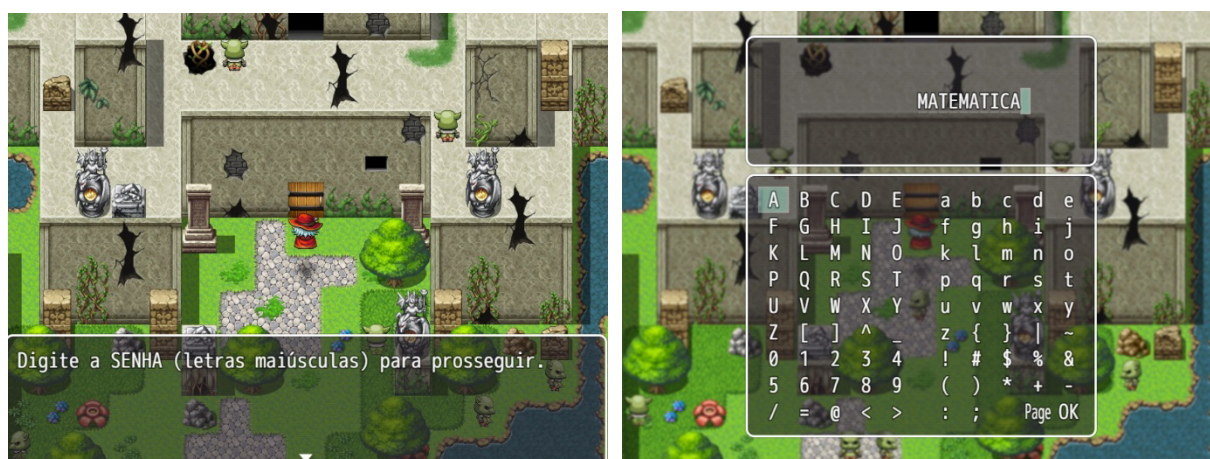 Digite a SENHA (letras maiúsculas) para prosseguir.
MATEMATICA
A B C D E a b c d e
F G H I J f g h i j
K L M N O k l m n o
P Q R S T p q r s t
U V W X Y u v w x y
Z [ ] ^ _ z { } | ~
0 1 2 3 4 ! # $ % &
5 6 7 8 9 ( ) * + -
/ = @ < > : ; Page OK